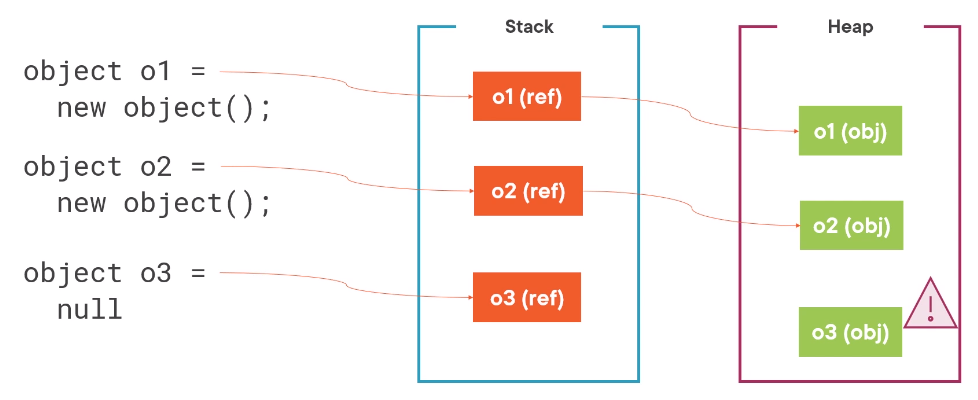 object o1 =
new object();
object o2 =
new object();
object o3 =
null
Stack
o1 (ref)
o2 (ref)
o3 (ref)
Heap
o1 (obj)
o2 (obj)
o3 (obj)
!